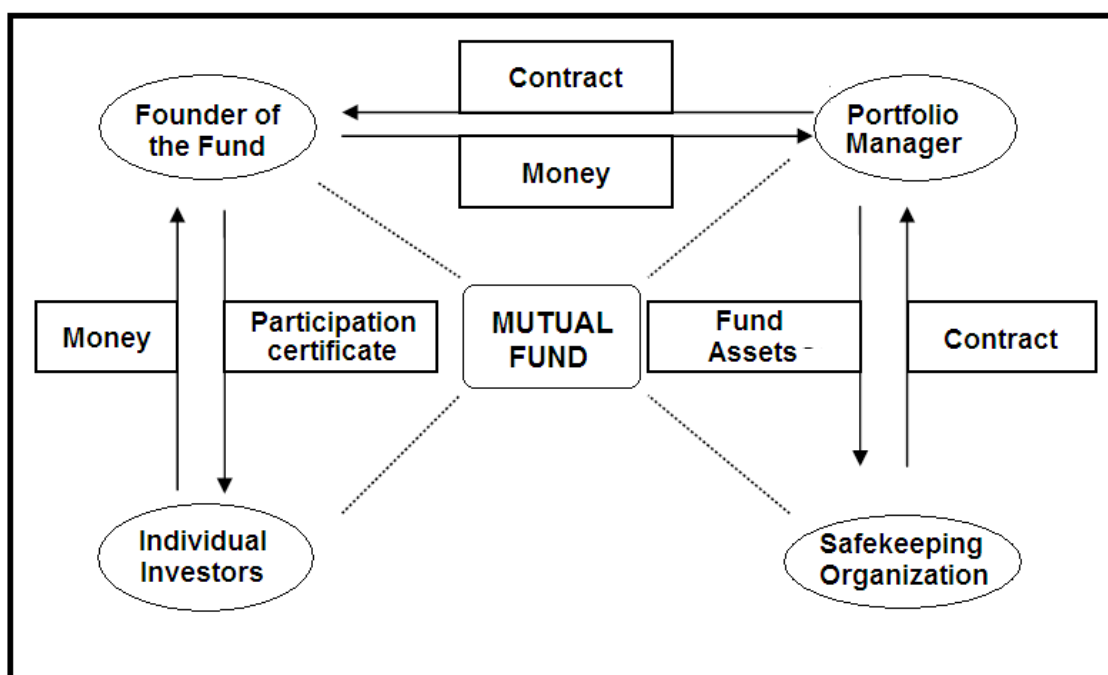 Contract
Founder of
the Fund
Portfolio
Manager
Money
Money
Participation
certificate
MUTUAL
FUND
Fund
Assets -
Contract
Individual
Investors
Safekeeping
Organization